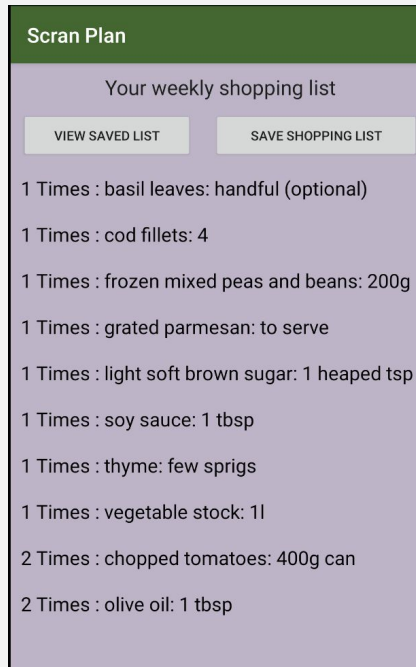 Scran Plan
Your weekly shopping list
VIEW SAVED LIST SAVE SHOPPING LIST
1 Times : basil leaves: handful (optional)
1 Times : cod fillets: 4
1 Times : frozen mixed peas and beans: 200g
1 Times : grated parmesan: to serve
1 Times : light soft brown sugar: 1 heaped tsp
1 Times : soy sauce: 1 tbsp
1 Times : thyme: few sprigs
1 Times : vegetable stock: 1l
2 Times : chopped tomatoes: 400g can
2 Times : olive oil: 1 tbsp